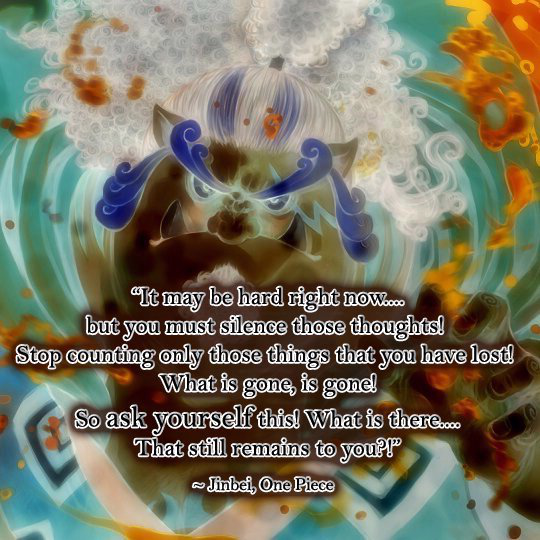 “It may be hard right now....
but you must silence those thoughts!
Stop counting only those things that you have lost!
What is gone, is gone!
So ask yourself this! What is there....
That still remains to you?!”
~ Jinbei, One Piece